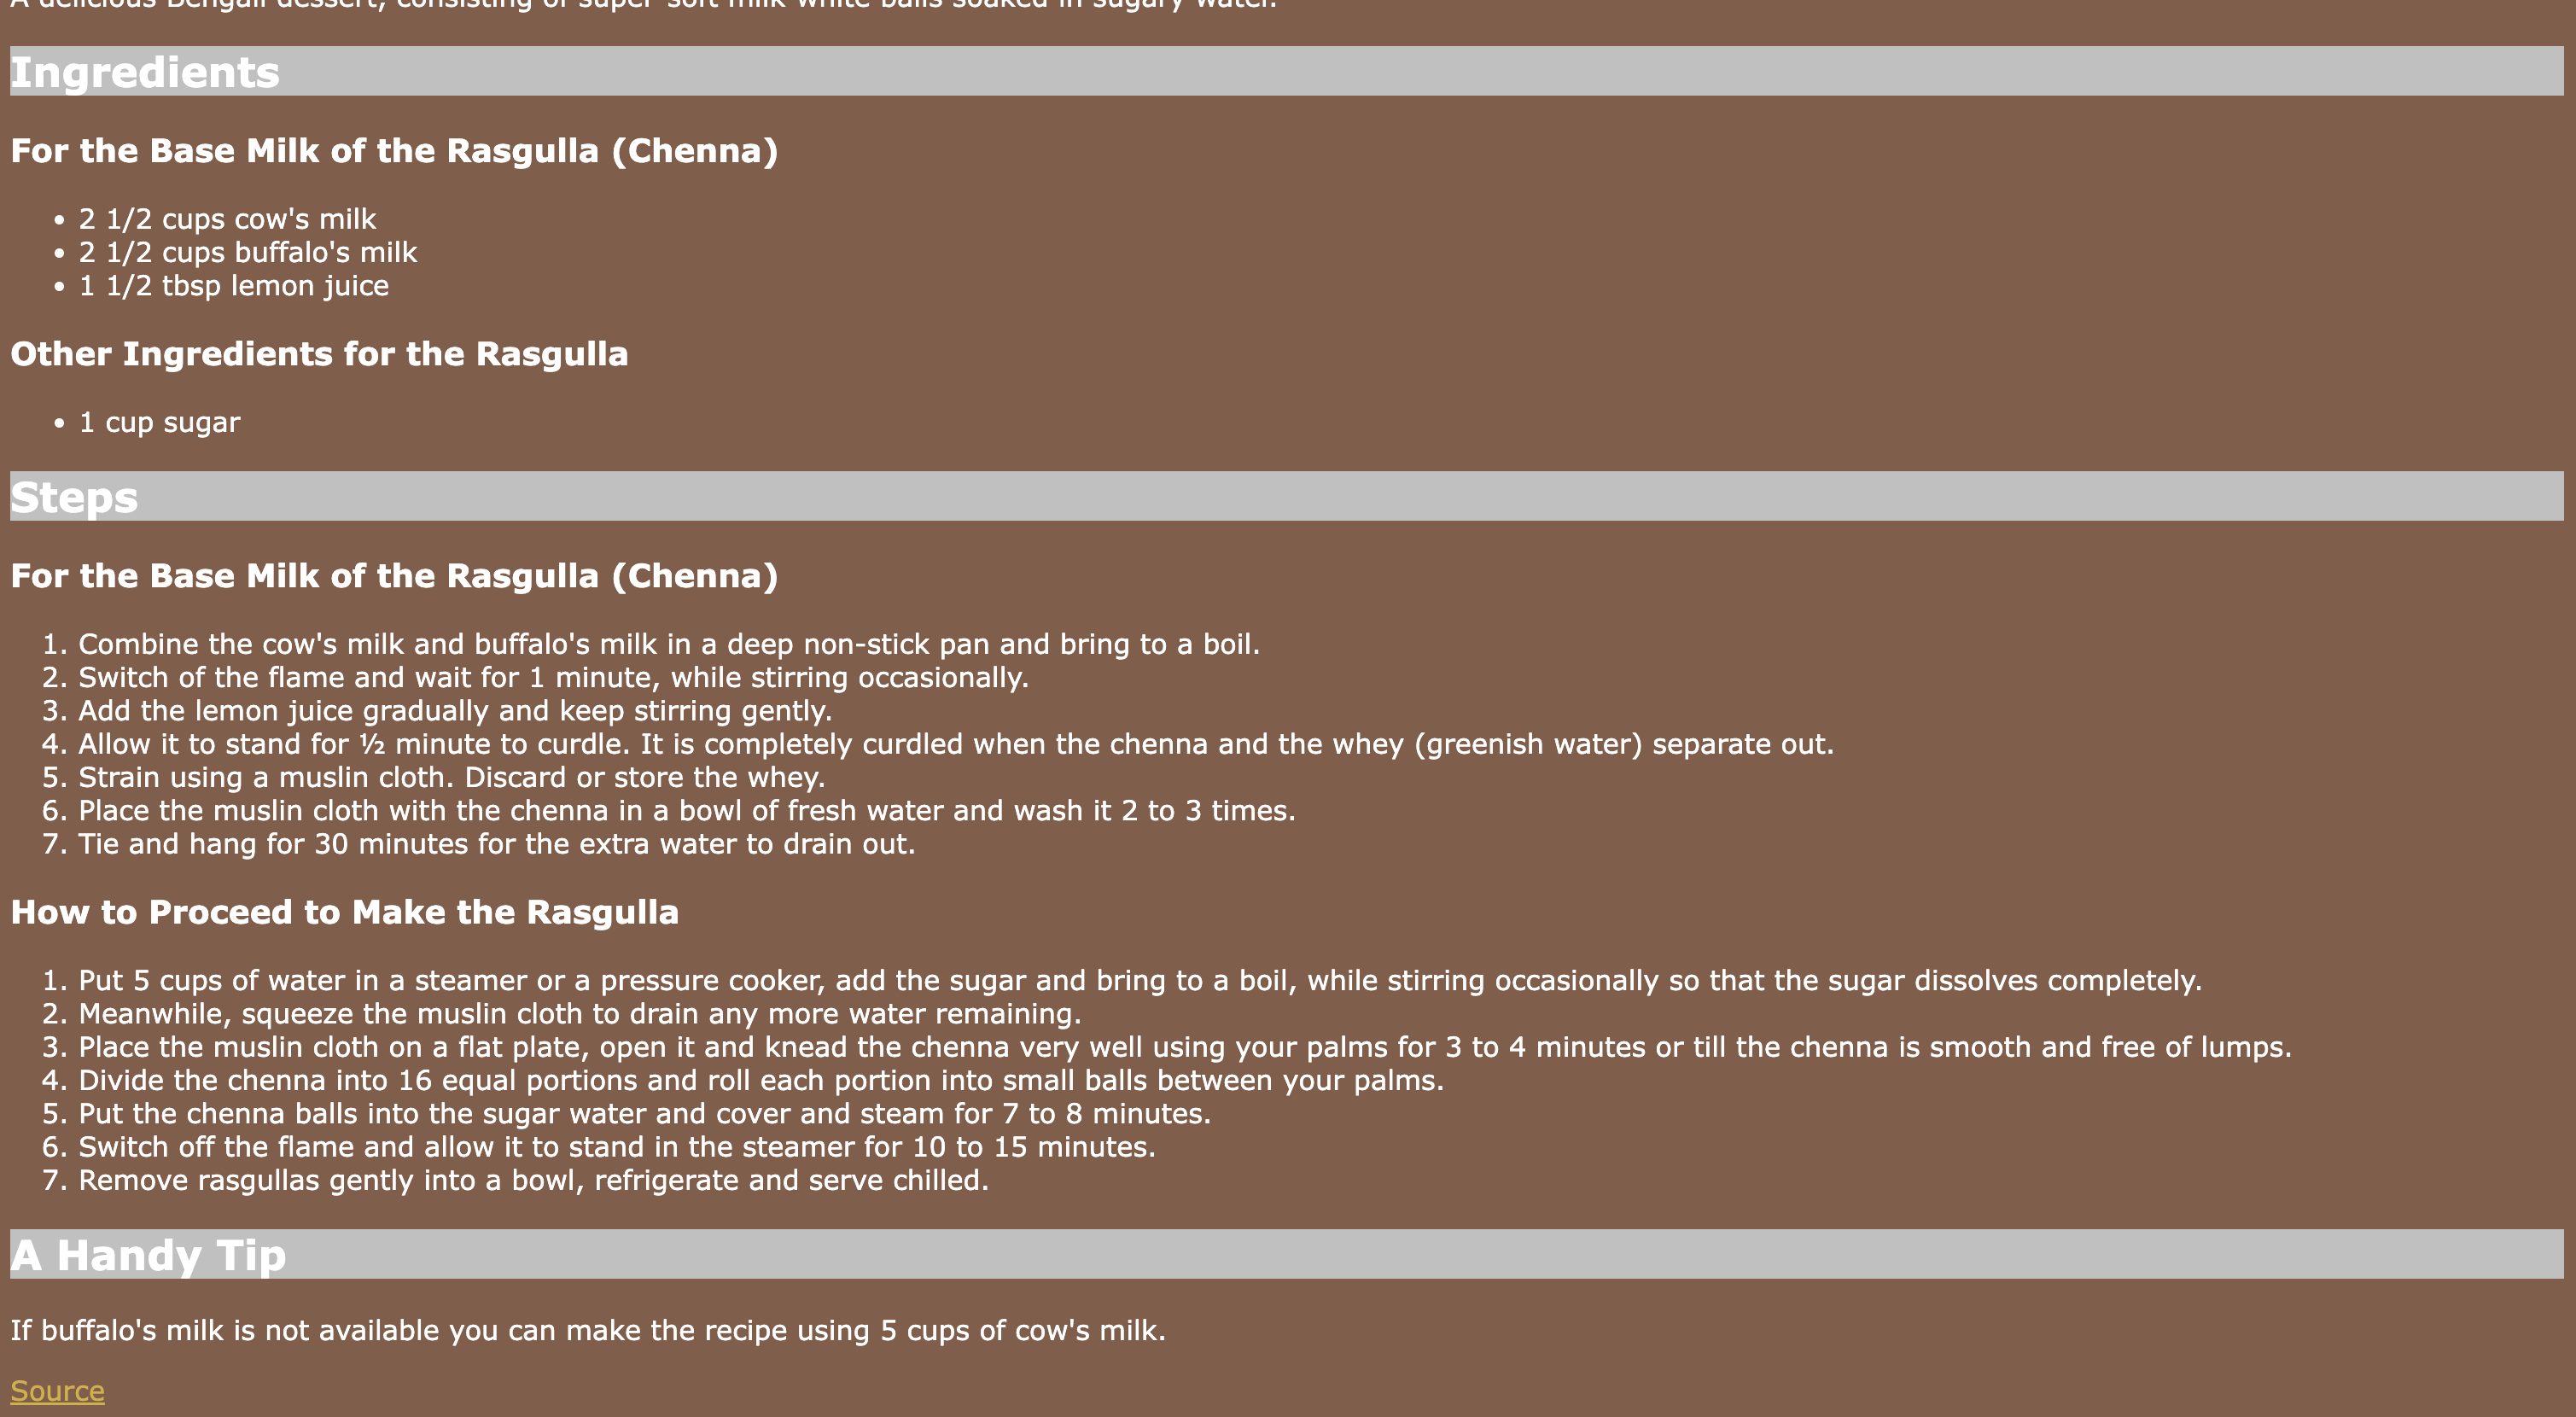 A delicious Bengali dessert, consisting of super-soft milk-white balls soaked in sugary water.
Ingredients
For the Base Milk of the Rasgulla (Chenna)
• 2 1/2 cups cow's milk
• 2 1/2 cups buffalo's milk
• 1 1/2 tbsp lemon juice
Other Ingredients for the Rasgulla
• 1 cup sugar
Steps
For the Base Milk of the Rasgulla (Chenna)
1. Combine the cow's milk and buffalo's milk in a deep non-stick pan and bring to a boil.
2. Switch of the flame and wait for 1 minute, while stirring occasionally.
3. Add the lemon juice gradually and keep stirring gently.
4. Allow it to stand for ½ minute to curdle. It is completely curdled when the chenna and the whey (greenish water) separate out.
5. Strain using a muslin cloth. Discard or store the whey.
6. Place the muslin cloth with the chenna in a bowl of fresh water and wash it 2 to 3 times.
7. Tie and hang for 30 minutes for the extra water to drain out.
How to Proceed to Make the Rasgulla
1. Put 5 cups of water in a steamer or a pressure cooker, add the sugar and bring to a boil, while stirring occasionally so that the sugar dissolves completely.
2. Meanwhile, squeeze the muslin cloth to drain any more water remaining.
3. Place the muslin cloth on a flat plate, open it and knead the chenna very well using your palms for 3 to 4 minutes or till the chenna is smooth and free of lumps.
4. Divide the chenna into 16 equal portions and roll each portion into small balls between your palms.
5. Put the chenna balls into the sugar water and cover and steam for 7 to 8 minutes.
6. Switch off the flame and allow it to stand in the steamer for 10 to 15 minutes.
7. Remove rasgullas gently into a bowl, refrigerate and serve chilled.
A Handy Tip
If buffalo's milk is not available you can make the recipe using 5 cups of cow's milk.
Source